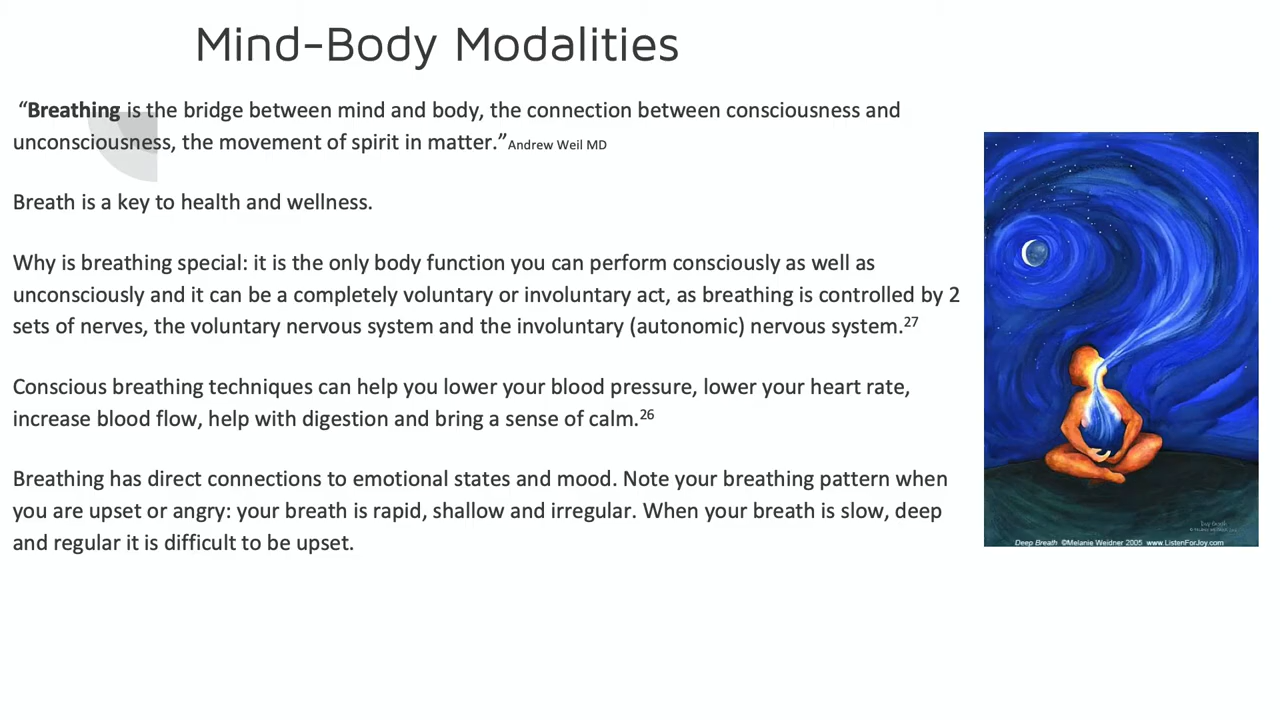 Mind-Body Modalities
“Breathing is the bridge between mind and body, the connection between consciousness and
unconsciousness, the movement of spirit in matter.” Andrew Weil MD
Breath is a key to health and wellness.
Why is breathing special: it is the only body function you can perform consciously as well as
unconsciously and it can be a completely voluntary or involuntary act, as breathing is controlled by 2
sets of nerves, the voluntary nervous system and the involuntary (autonomic) nervous system.27
Conscious breathing techniques can help you lower your blood pressure, lower your heart rate,
increase blood flow, help with digestion and bring a sense of calm.26
Breathing has direct connections to emotional states and mood. Note your breathing pattern when
you are upset or angry: your breath is rapid, shallow and irregular. When your breath is slow, deep
and regular it is difficult to be upset.
Deep Breath ©Melanie Weidner 2005 www.ListenForJoy.com